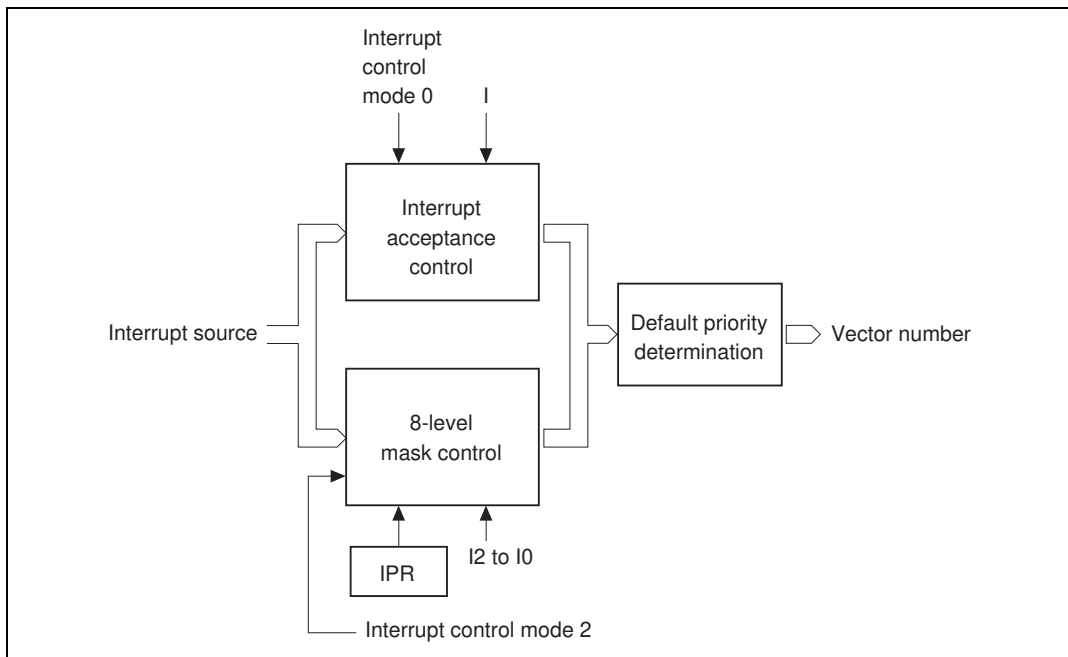 Interrupt
control
mode 0
I
Interrupt
acceptance
control
Interrupt source
Default priority
determination
Vector number
8-level
mask control
IPR
I2 to I0
Interrupt control mode 2